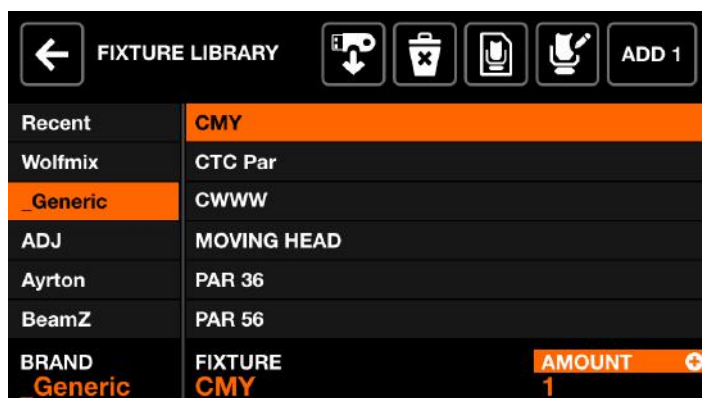 FIXTURE LIBRARY
ADD 1
Recent
CMY
Wolfmix
CTC Par
_Generic
CWWW
ADJ
MOVING HEAD
Ayrton
PAR 36
BeamZ
PAR 56
BRAND
FIXTURE
AMOUNT
_Generic
CMY
1